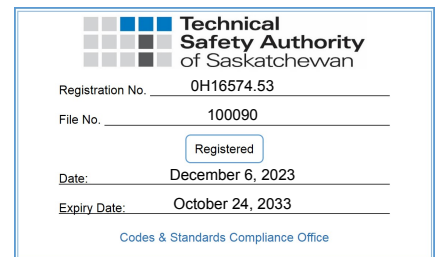 Technical
Safety Authority
of Saskatchewan
Registration No. 0H16574.53
File No. 100090
Registered
Date: December 6, 2023
Expiry Date: October 24, 2033
Codes & Standards Compliance Office